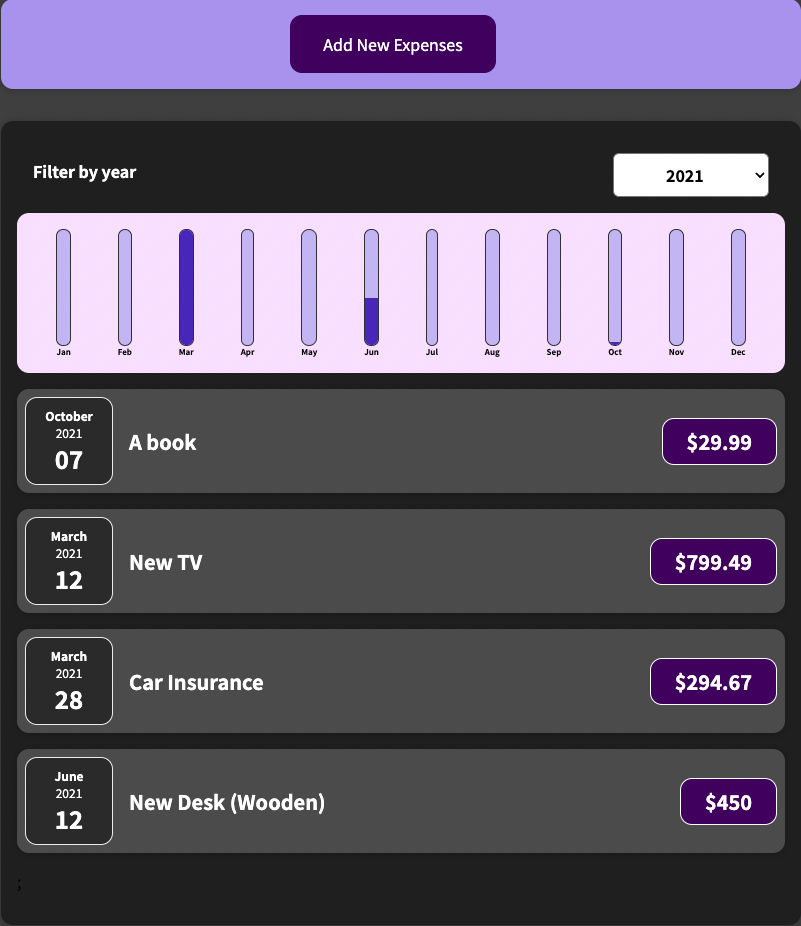 Add New Expenses
Filter by year
2021
Jan Feb Mar Apr May Jun Jul Aug Sep Oct Nov Dec
October
2021
07
A book
$29.99
March
2021
12
New TV
$799.49
March
2021
28
Car Insurance
$294.67
June
2021
12
New Desk (Wooden)
$450
;